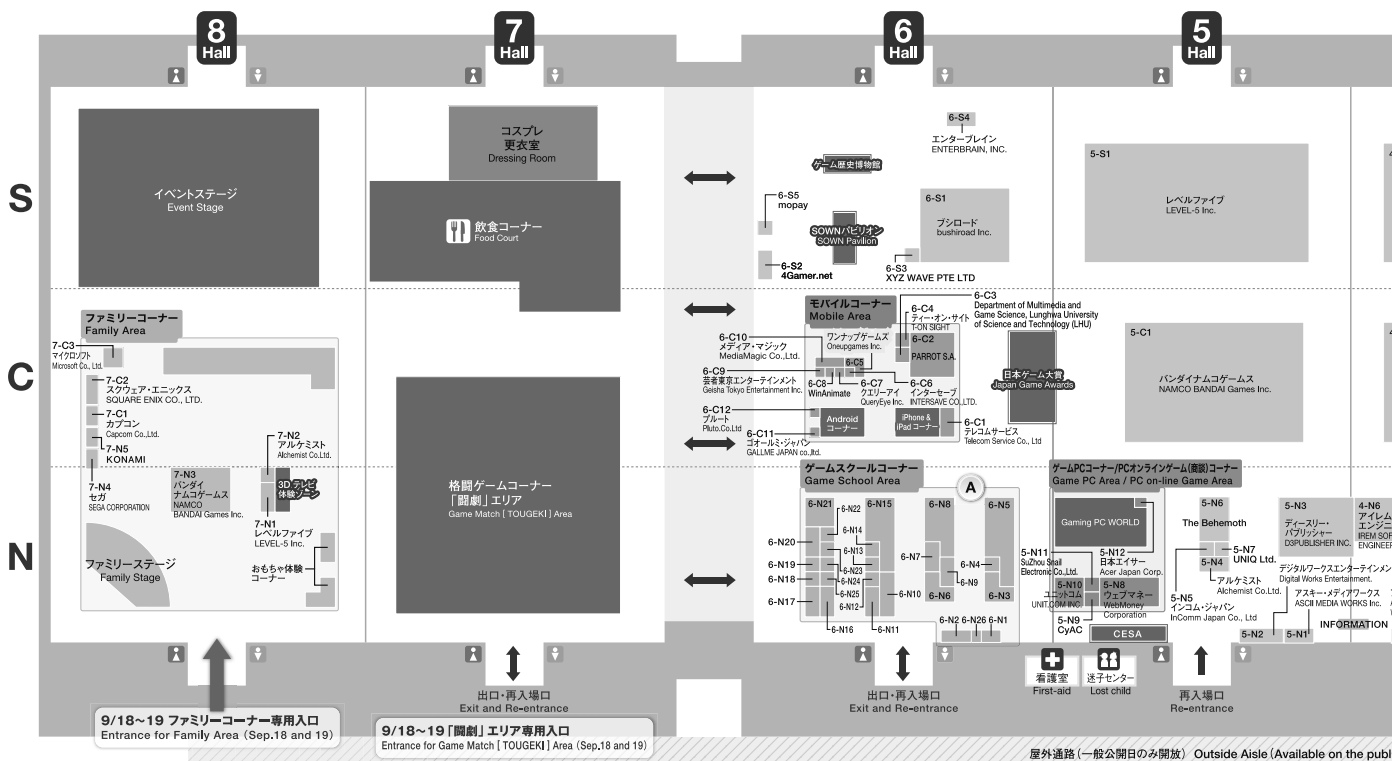 8
Hall
7
Hall
6
Hall
5
Hall
S
C
N
イベントステージ
Event Stage
コスプレ
更衣室
Dressing Room
飲食コーナー
Food Court
6-S4
エンターブレイン
ENTERBRAIN, INC.
ゲーム歴史博物館
6-S5
mopay
SOWNパビリオン
SOWN Pavilion
6-S1
ブシロード
bushiroad Inc.
6-S2
4Gamer.net
6-S3
XYZ WAVE PTE LTD
5-S1
レベルファイブ
LEVEL-5 Inc.
ファミリーコーナー
Family Area
7-C3
マイクロソフト
Microsoft Co., Ltd.
7-C2
スクウェア・エニックス
SQUARE ENIX CO., LTD.
7-C1
カプコン
Capcom Co.,Ltd.
7-N5
KONAMI
7-N4
セガ
SEGA CORPORATION
7-N3
バンダイ
ナムコゲームス
NAMCO
BANDAI Games Inc.
7-N2
アルケミスト
Alchemist Co.Ltd.
3D テレビ
体験ゾーン
7-N1
レベルファイブ
LEVEL-5 Inc.
ファミリーステージ
Family Stage
おもちゃ体験
コーナー
格闘ゲームコーナー
「闘劇」エリア
Game Match [ TOUGEKI ] Area
モバイルコーナー
Mobile Area
6-C3
Department of Multimedia and
Game Science, Lunghwa University
of Science and Technology (LHU)
6-C4
ティー・オン・サイト
T-ON SIGHT
ワンナップゲームズ
Oneupgames Inc.
6-C10
メディア・マジック
MediaMagic Co.,Ltd.
6-C2
PARROT S.A.
6-C5
6-C9
芸者東京エンターテインメント
Geisha Tokyo Entertainment Inc.
6-C8
WinAnimate
6-C7
クエリーアイ
QueryEye Inc.
6-C6
インターセーブ
INTERSAVE CO.,LTD.
6-C12
プルート
Pluto.Co.Ltd
6-C11
ゴオールミ・ジャパン
GALLME JAPAN co.,ltd.
Android
コーナー
iPhone &
iPad コーナー
6-C1
テレコムサービス
Telecom Service Co., Ltd
日本ゲーム大賞
Japan Game Awards
5-C1
バンダイナムコゲームス
NAMCO BANDAI Games Inc.
ゲームスクールコーナー
Game School Area
A
6-N21
6-N22
6-N15
6-N14
6-N20
6-N13
6-N19
6-N23
6-N18
6-N24
6-N25
6-N17
6-N12
6-N10
6-N16
6-N11
6-N8
6-N5
6-N7
6-N4
6-N9
6-N6
6-N3
6-N2
6-N26
6-N1
ゲームPCコーナー/PCオンラインゲーム(商談)コーナー
Game PC Area / PC on-line Game Area
Gaming PC WORLD
5-N11
SuZhou Snail
Electronic Co.,Ltd.
5-N12
日本エイサー
Acer Japan Corp.
5-N10
ユニットコム
UNIT.COM INC.
5-N8
ウェブマネー
WebMoney
Corporation
5-N9
CyAC
CESA
5-N6
The Behemoth
5-N7
UNIQ Ltd.
5-N4
アルケミスト
Alchemist Co.Ltd.
5-N5
インコム・ジャパン
InComm Japan Co., Ltd
5-N3
ディースリー・
パブリッシャー
D3PUBLISHER INC.
4-N6
アイレム
エンジニ
IREM SOF
ENGINEER
デジタルワークスエンターテインメン
Digital Works Entertainment.
アスキー・メディアワークス
ASCII MEDIA WORKS Inc.
5-N2
5-N1
INFORMATION
看護室
First-aid
迷子センター
Lost child
再入場口
Re-entrance
出口・再入場口
Exit and Re-entrance
出口・再入場口
Exit and Re-entrance
9/18〜19 ファミリーコーナー専用入口
Entrance for Family Area (Sep.18 and 19)
9/18〜19「闘劇」エリア専用入口
Entrance for Game Match [ TOUGEKI ] Area (Sep.18 and 19)
屋外通路(一般公開日のみ開放) Outside Aisle (Available on the publ